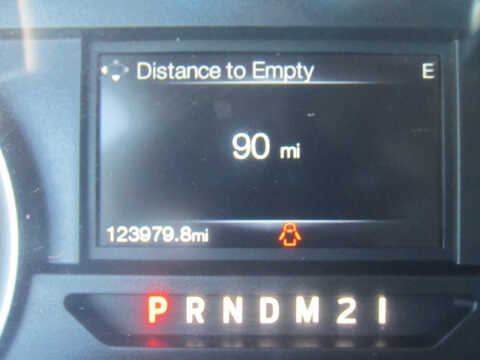 Distance to Empty E
90 mi
123979.8mi
P R N D M 2 1